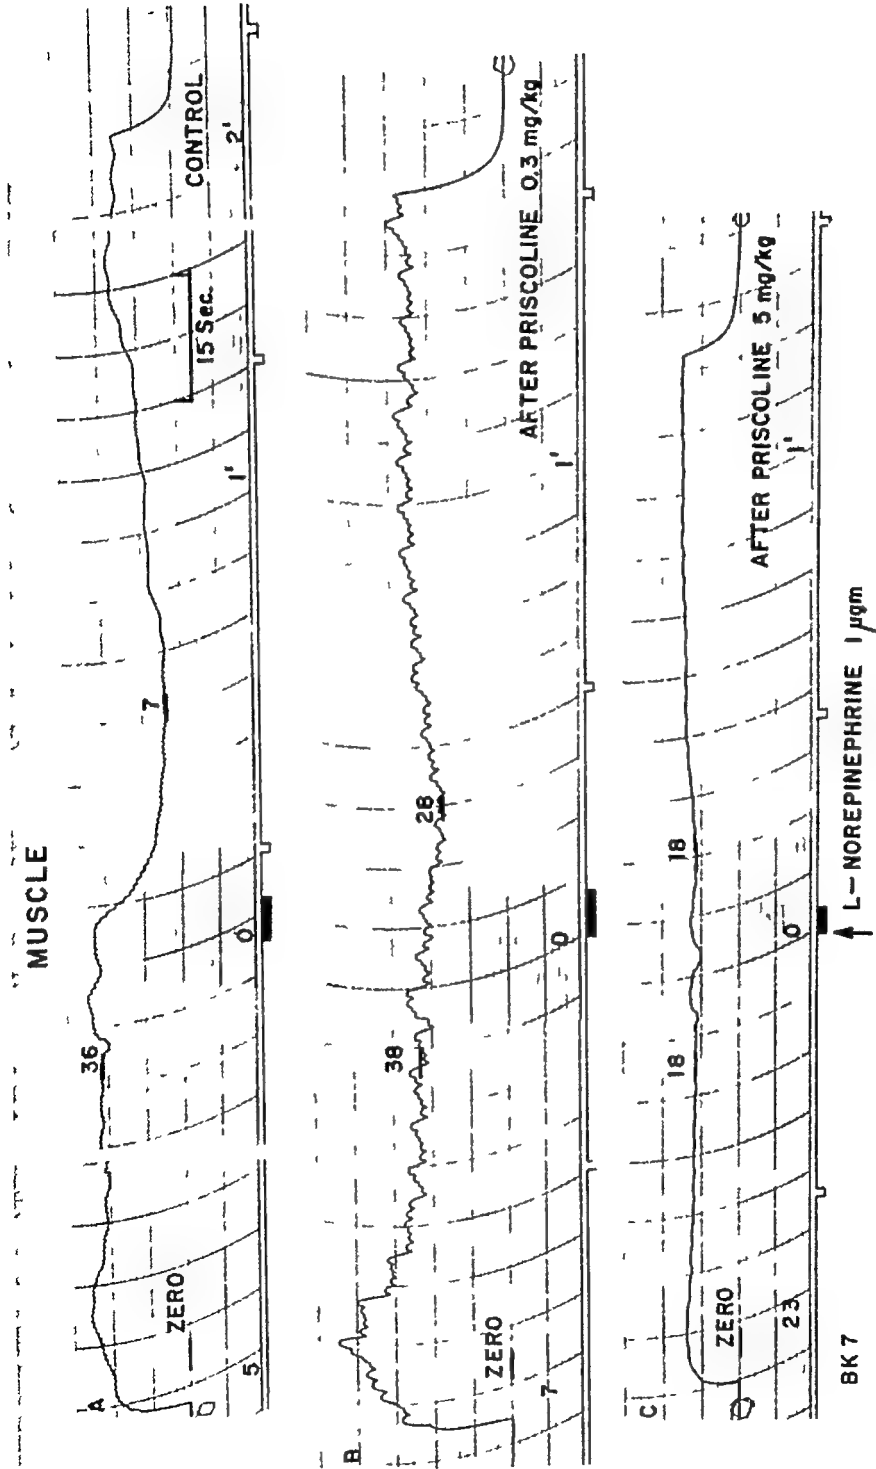 MUSCLE
A
ZERO
5
36
0
7
1'
15 Sec.
CONTROL
2'
B
ZERO
7
38
0
28
1'
AFTER PRISCOLINE 0.3 mg/kg
C
ZERO
23
18
0
18
1'
AFTER PRISCOLINE 5 mg/kg
BK 7
L-NOREPINEPHRINE 1 µgm